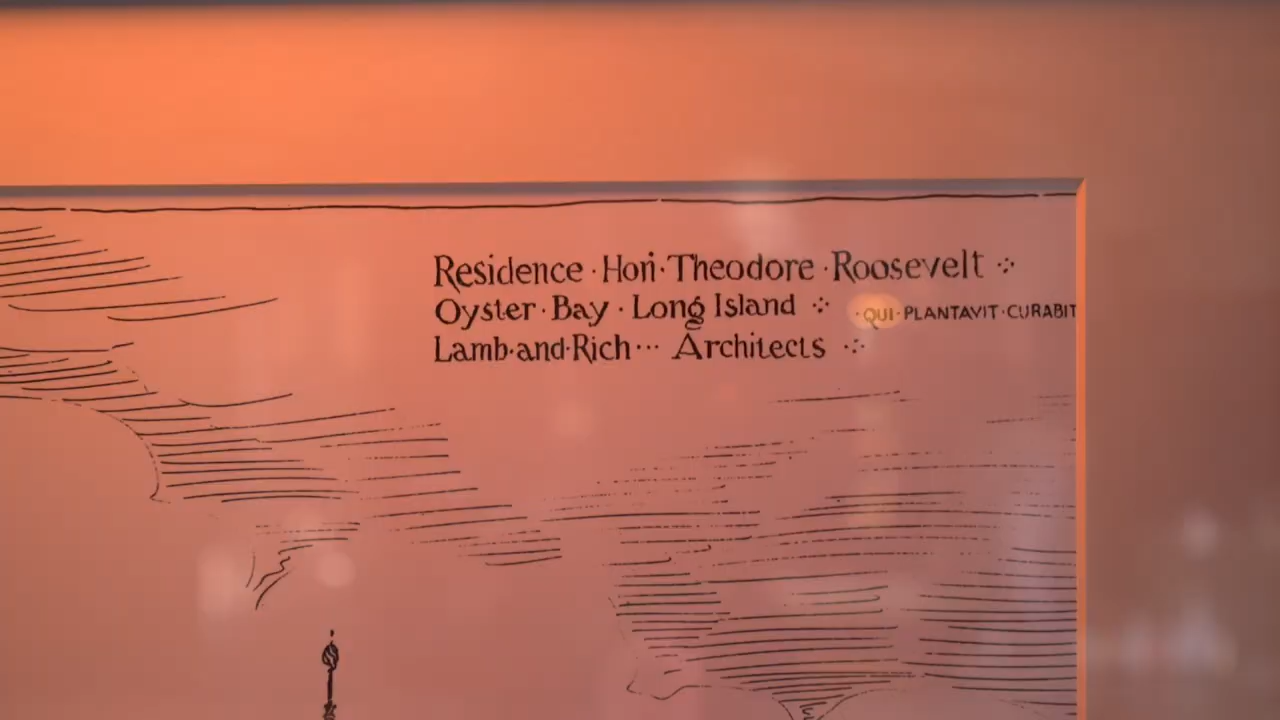 Residence · Hon · Theodore · Roosevelt
Oyster · Bay · Long Island · QUI · PLANTAVIT · CURABIT
Lamb · and · Rich ··· Architects